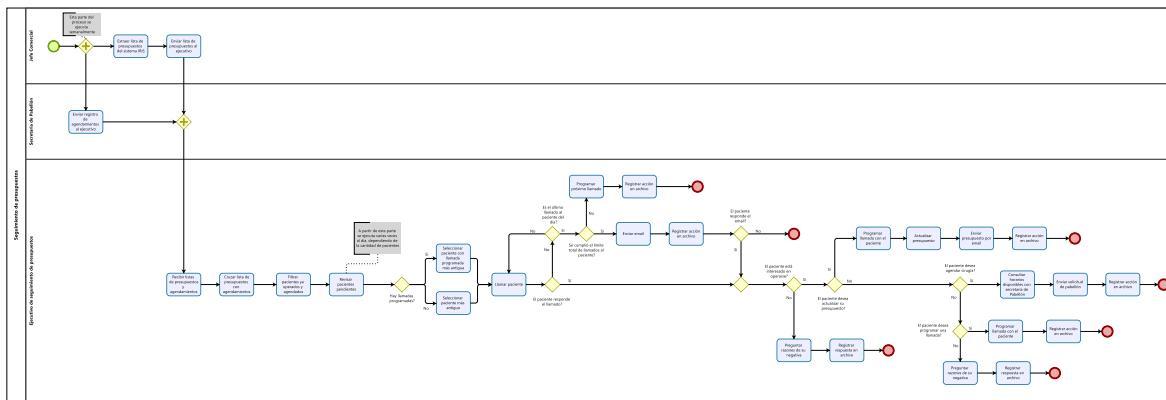 Seguimiento de presupuestos
Jefe Comercial
Esta parte del
proceso se
ejecuta
semanalmente
Extraer lista de
presupuestos
del sistema IRIS
Enviar lista de
presupuestos al
ejecutivo
Secretaria de Pabellón
Enviar registro
de
agendamientos
al ejecutivo
Ejecutivo de seguimiento de presupuestos
Recibir listas
de presupuestos
y
agendamientos
Cruzar lista de
presupuestos
con
agendamientos
Filtrar
pacientes ya
operados y
agendados
Revisar
pacientes
pendientes
A partir de esta parte
se ejecuta varias veces
al día, dependiendo de
la cantidad de pacientes
Hay llamadas
programadas?
Si
No
Seleccionar
paciente con
llamada
programada
más antigua
Seleccionar
paciente más
antiguo
Llamar paciente
El paciente responde
el llamado?
Si
No
Es el último
llamado al
paciente del
día?
No
Si
Se cumplió el límite
total de llamados al
paciente?
No
Si
Programar
próximo llamado
Registrar acción
en archivo
Enviar email
Registrar acción
en archivo
El paciente
responde el
email?
No
Si
El paciente está
interesado en
operarse?
No
Si
Preguntar
razones de su
negativa
Registrar
respuesta en
archivo
El paciente desea
actualizar su
presupuesto?
Si
No
Programar
llamada con el
paciente
Actualizar
presupuesto
Enviar
presupuesto por
email
Registrar acción
en archivo
El paciente desea
agendar cirugía?
Si
No
Consultar
horarios
disponibles con
secretaria de
Pabellón
Enviar solicitud
de pabellón
Registrar acción
en archivo
El paciente desea
programar una
llamada?
Si
No
Programar
llamada con el
paciente
Registrar acción
en archivo
Preguntar
razones de su
negativa
Registrar
respuesta en
archivo